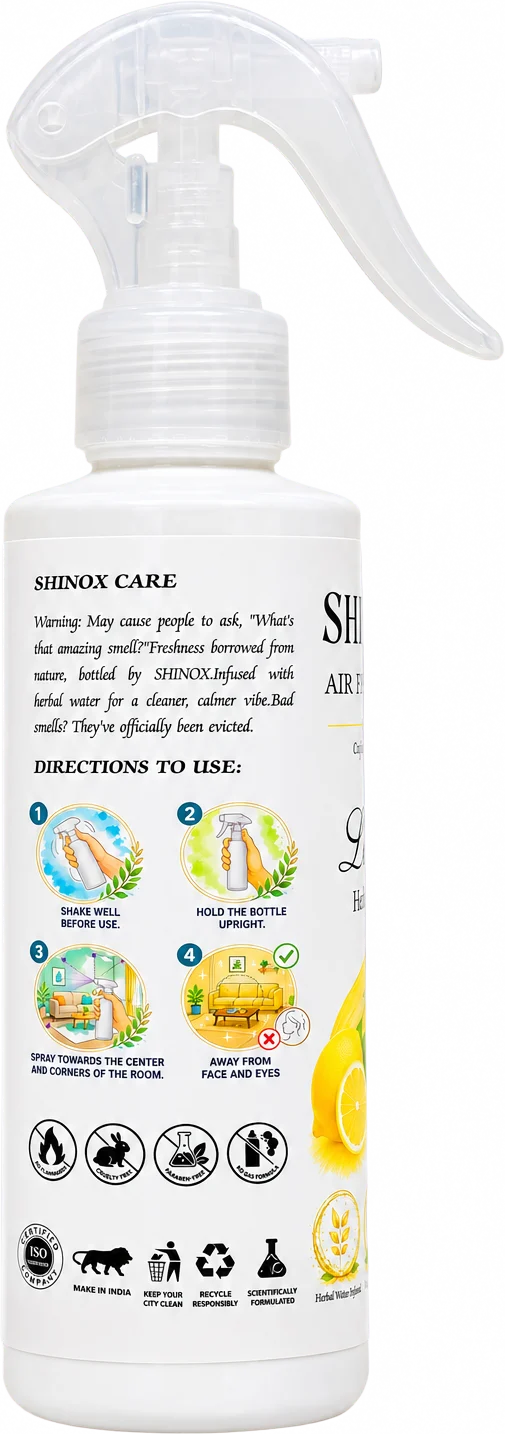 SHINOX CARE
Warning: May cause people to ask, "What's
that amazing smell?"Freshness borrowed from
nature, bottled by SHINOX.Infused with
herbal water for a cleaner, calmer vibe.Bad
smells? They've officially been evicted.
DIRECTIONS TO USE:
1
SHAKE WELL
BEFORE USE.
2
HOLD THE BOTTLE
UPRIGHT.
3
SPRAY TOWARDS THE CENTER
AND CORNERS OF THE ROOM.
4
AWAY FROM
FACE AND EYES
NO FLAMMABLE
CRUELTY FREE
PARABEN-FREE
NO GAS FORMULA
CERTIFIED
ISO
COMPANY
MAKE IN INDIA
KEEP YOUR
CITY CLEAN
RECYCLE
RESPONSIBLY
SCIENTIFICALLY
FORMULATED
SHI
AIR F
Herbal Water Infused